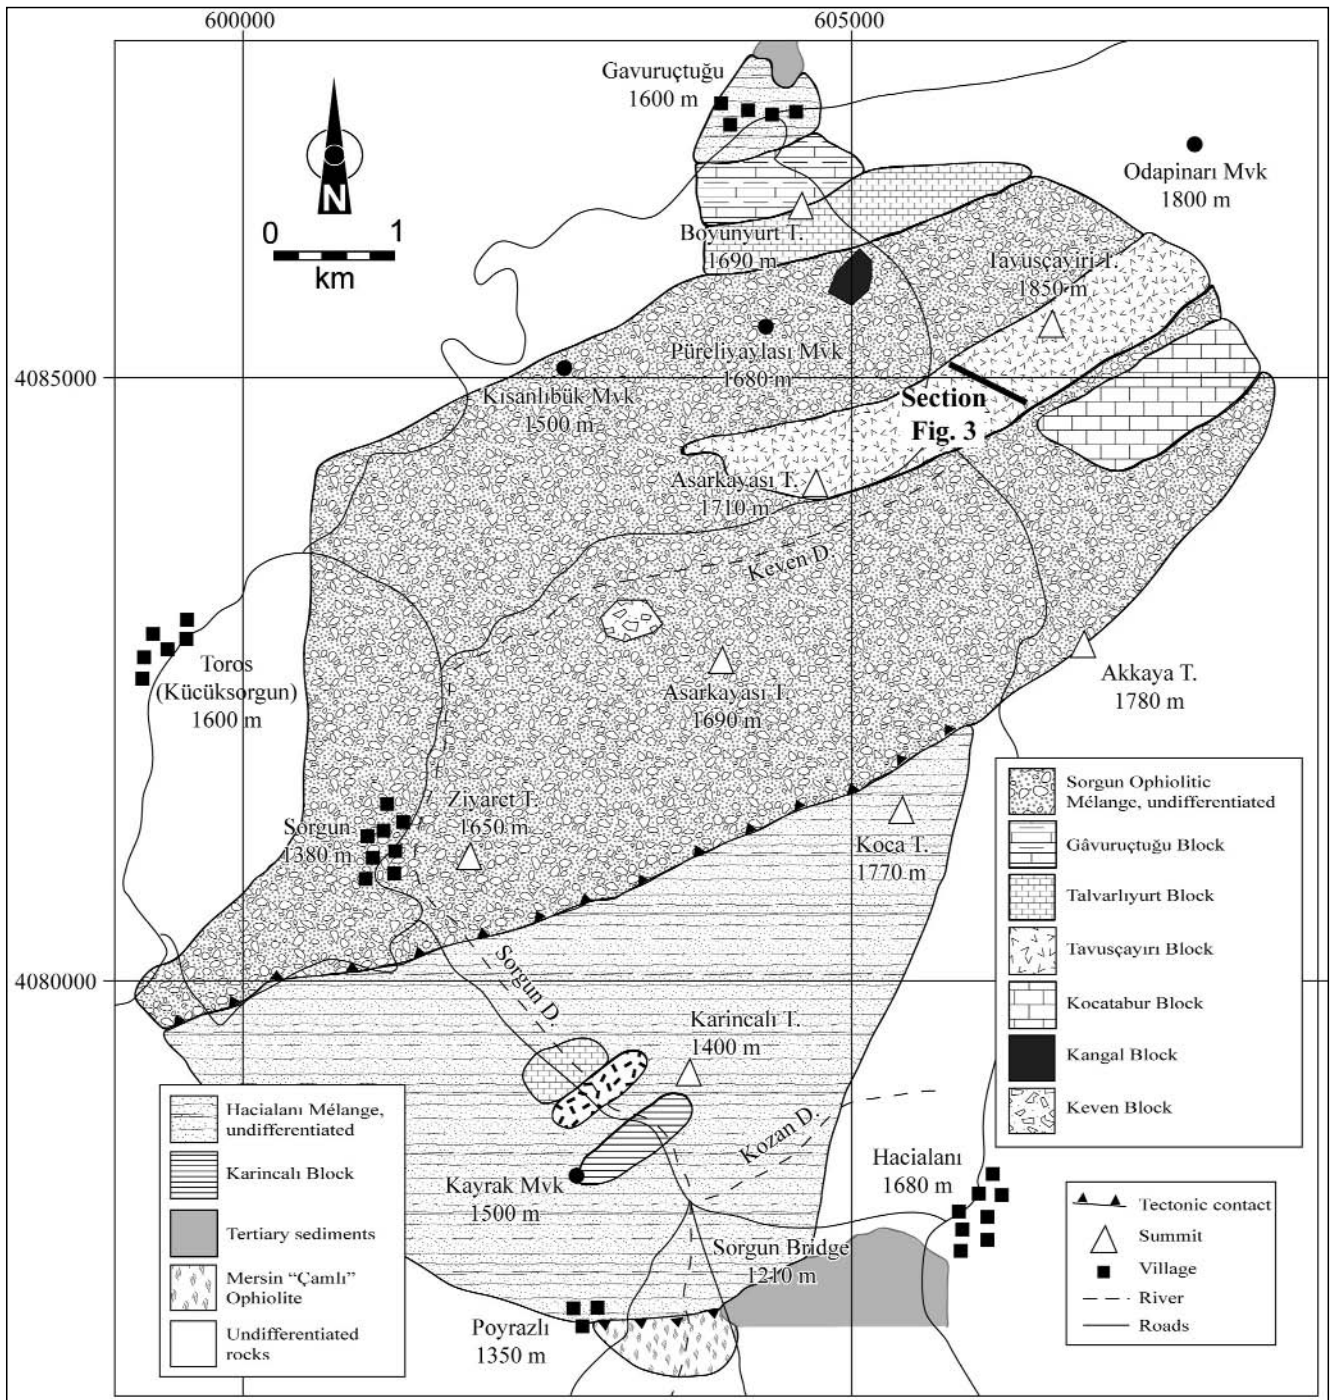 600000
605000
Gavuruçtuğu
1600 m
Odapinarı Mvk
1800 m
N
0 1
km
Boyunyurt T.
1690 m
Tavusçayiri T.
1850 m
Püreliyaylası Mvk
1680 m
4085000
Kısanlıbük Mvk
1500 m
Section
Fig. 3
Asarkayası T.
1710 m
Keven D.
Toros
(Kücüksorgun)
1600 m
Asarkayası T.
1690 m
Akkaya T.
1780 m
Ziyaret T.
1650 m
Sorgun
1380 m
Koca T.
1770 m
Sorgun Ophiolitic
Mélange, undifferentiated
Gâvuruçtuğu Block
Talvarlıyurt Block
Tavusçayırı Block
Kocatabur Block
Kangal Block
Keven Block
4080000
Sorgun D.
Karincalı T.
1400 m
Kozan D.
Kayrak Mvk
1500 m
Hacialanı
1680 m
Sorgun Bridge
1210 m
Poyrazlı
1350 m
Hacialanı Mélange,
undifferentiated
Karincalı Block
Tertiary sediments
Mersin “Çamlı”
Ophiolite
Undifferentiated
rocks
Tectonic contact
Summit
Village
River
Roads